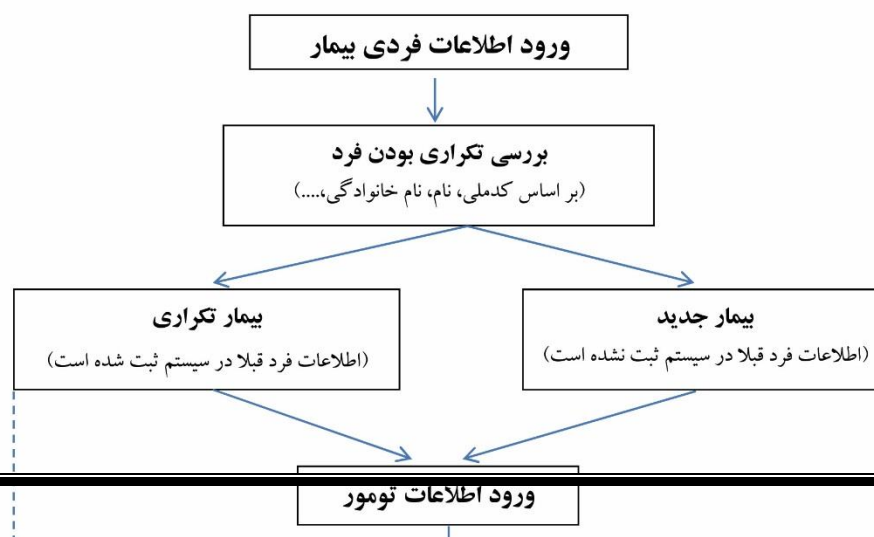 ورود اطلاعات فردی بیمار
بررسی تکراری بودن فرد
(بر اساس کدملی، نام، نام خانوادگی،....)
بیمار جدید
(اطلاعات فرد قبلا در سیستم ثبت نشده است)
بیمار تکراری
(اطلاعات فرد قبلا در سیستم ثبت شده است)
ورود اطلاعات تومور